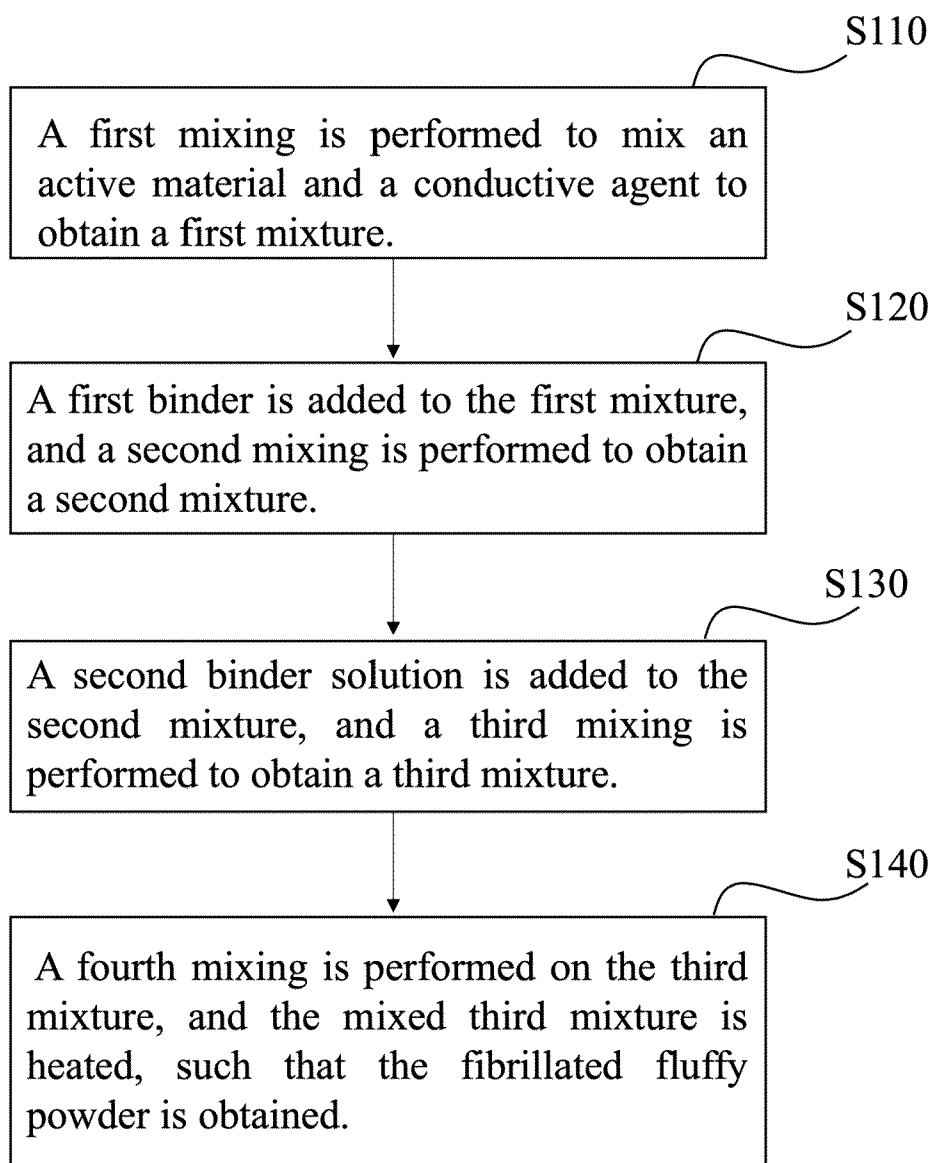 S110
A first mixing is performed to mix an
active material and a conductive agent to
obtain a first mixture.
S120
A first binder is added to the first mixture,
and a second mixing is performed to obtain
a second mixture.
S130
A second binder solution is added to the
second mixture, and a third mixing is
performed to obtain a third mixture.
S140
A fourth mixing is performed on the third
mixture, and the mixed third mixture is
heated, such that the fibrillated fluffy
powder is obtained.